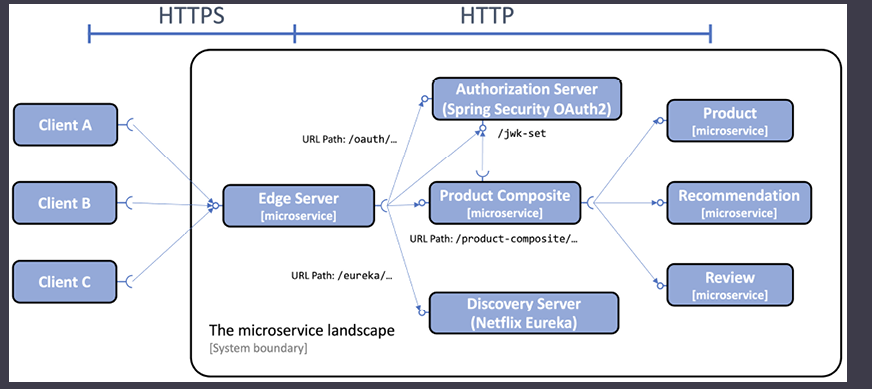 HTTPS
HTTP
Authorization Server
(Spring Security OAuth2)
Client A
URL Path: /oauth/…
/jwk-set
Product
[microservice]
Client B
Edge Server
[microservice]
Product Composite
[microservice]
Recommendation
[microservice]
URL Path: /product-composite/…
Client C
URL Path: /eureka/…
Review
[microservice]
Discovery Server
(Netflix Eureka)
The microservice landscape
[System boundary]